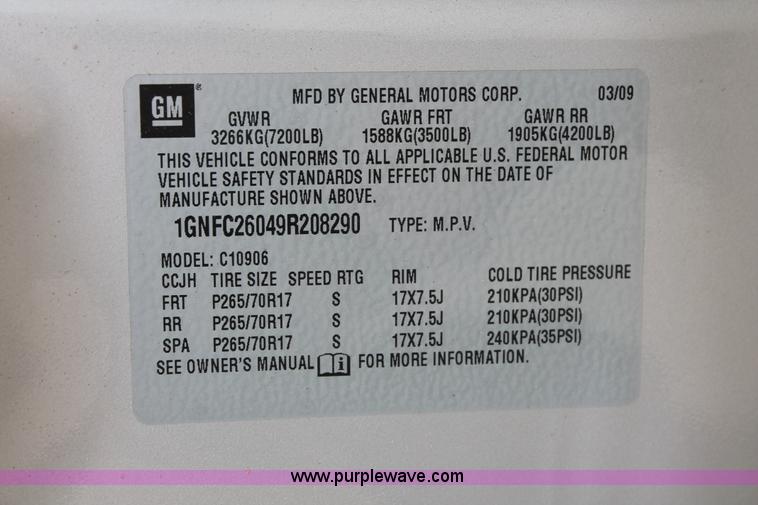 GM
®
MFD BY GENERAL MOTORS CORP. 03/09
GVWR GAWR FRT GAWR RR
3266KG(7200LB) 1588KG(3500LB) 1905KG(4200LB)
THIS VEHICLE CONFORMS TO ALL APPLICABLE U.S. FEDERAL MOTOR
VEHICLE SAFETY STANDARDS IN EFFECT ON THE DATE OF
MANUFACTURE SHOWN ABOVE.
1GNFC26049R208290 TYPE: M.P.V.
MODEL: C10906
CCJH TIRE SIZE SPEED RTG RIM COLD TIRE PRESSURE
FRT P265/70R17 S 17X7.5J 210KPA(30PSI)
RR P265/70R17 S 17X7.5J 210KPA(30PSI)
SPA P265/70R17 S 17X7.5J 240KPA(35PSI)
SEE OWNER'S MANUAL i FOR MORE INFORMATION.
www.purplewave.com